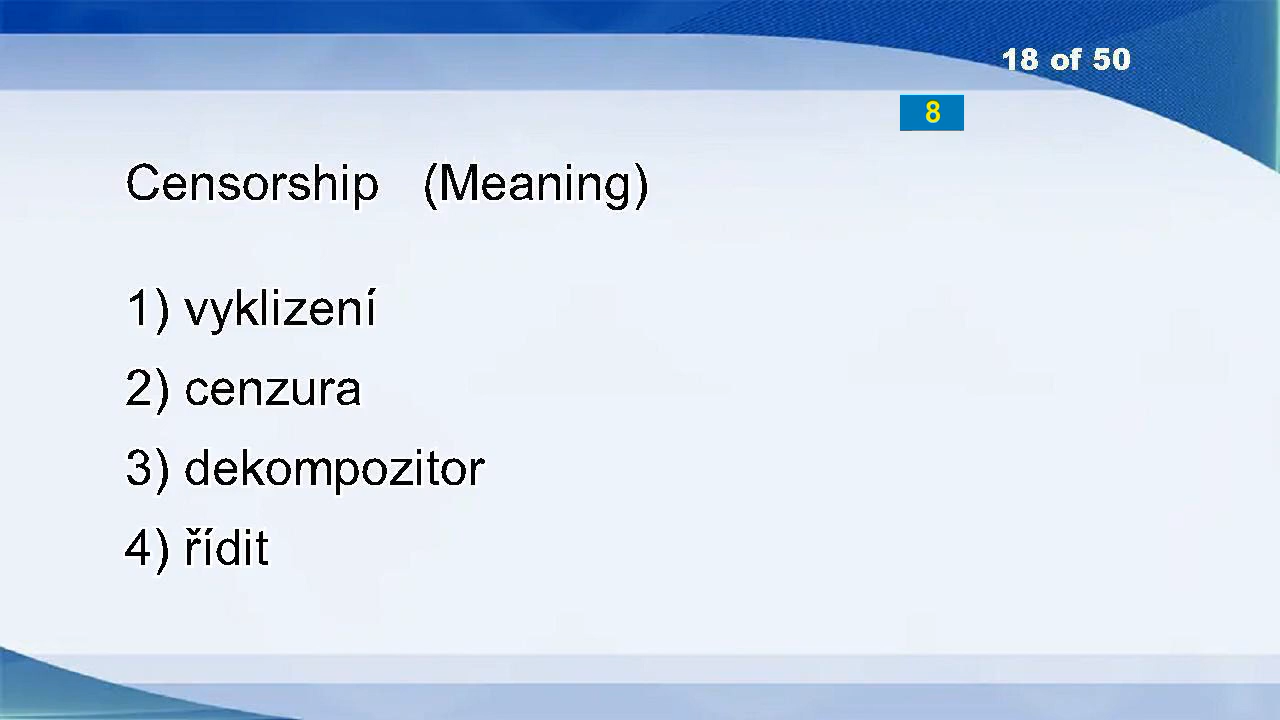 18 of 50
8
Censorship (Meaning)
1) vyklizení
2) cenzura
3) dekompozitor
4) řídit